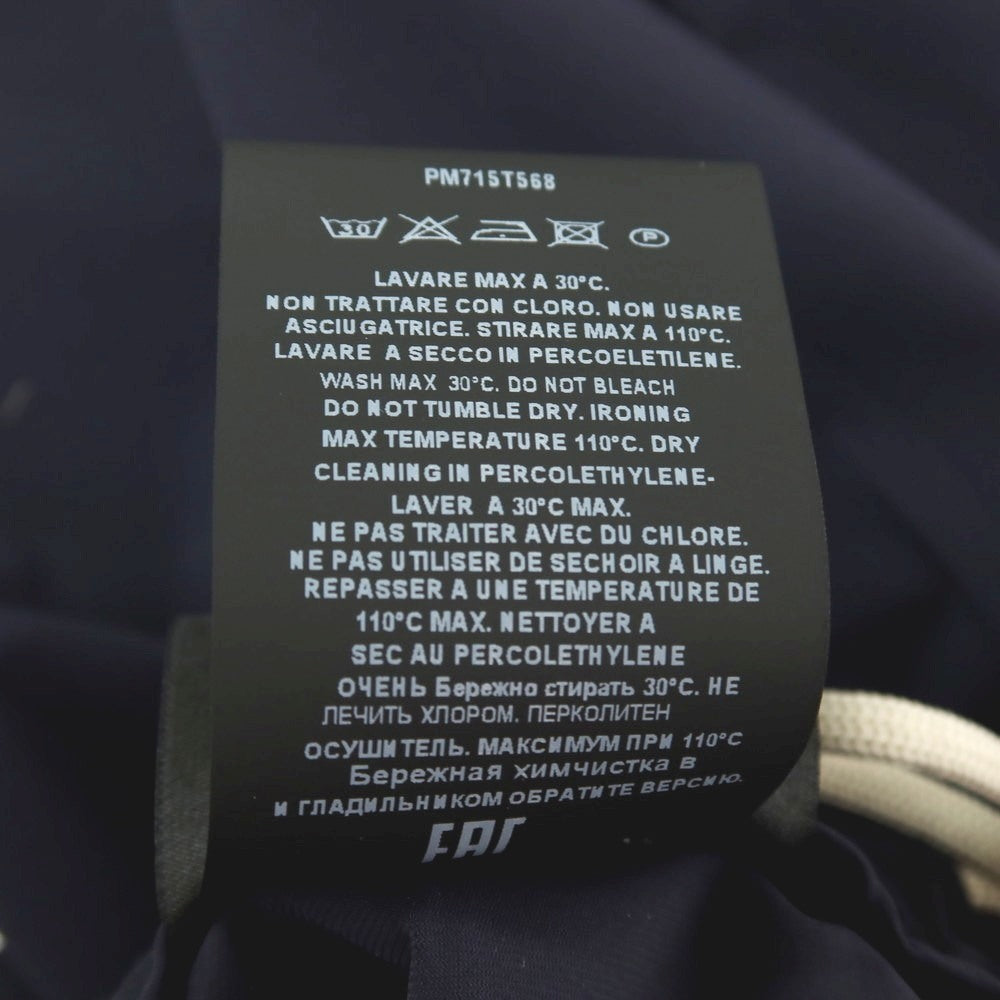 PM715T568
30 P
LAVARE MAX A 30°C.
NON TRATTARE CON CLORO. NON USARE
ASCIUGATRICE. STIRARE MAX A 110°C.
LAVARE A SECCO IN PERCOELETILENE.
WASH MAX 30°C. DO NOT BLEACH
DO NOT TUMBLE DRY. IRONING
MAX TEMPERATURE 110°C. DRY
CLEANING IN PERCOLETHYLENE-
LAVER A 30°C MAX.
NE PAS TRAITER AVEC DU CHLORE.
NE PAS UTILISER DE SECHOIR A LINGE.
REPASSER A UNE TEMPERATURE DE
110°C MAX. NETTOYER A
SEC AU PERCOLETHYLENE
ОЧЕНЬ Бережно стирать 30°C. НЕ
ЛЕЧИТЬ ХЛОРОМ. ПЕРКОЛИТЕН
ОСУШИТЕЛЬ. МАКСИМУМ ПРИ 110°C
Бережная ХИМЧИСТКА В
И ГЛАДИЛЬНИКОМ ОБРАТИТЕ ВЕРСИЮ.
EAC